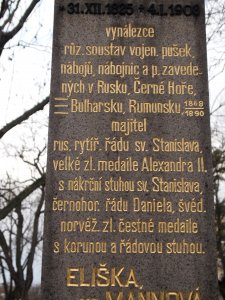 * 31.XII.1825 ✦ 4.I.1909
vynálezce
růz. soustav vojen. pušek,
nábojů, nábojnic a p. zavede-
ných v Rusku, Černé Hoře,
Bulharsku, Rumunsku 1868
1890
majitel
rus. rytíř. řádu sv. Stanislava,
velké zl. medaile Alexandra II.
s nákrční stuhou sv. Stanislava,
černohor. řádu Daniela, švéd.
norvéž. zl. čestné medaile
s korunou a řádovou stuhou.
ELIŠKA,
MANNOVÁ